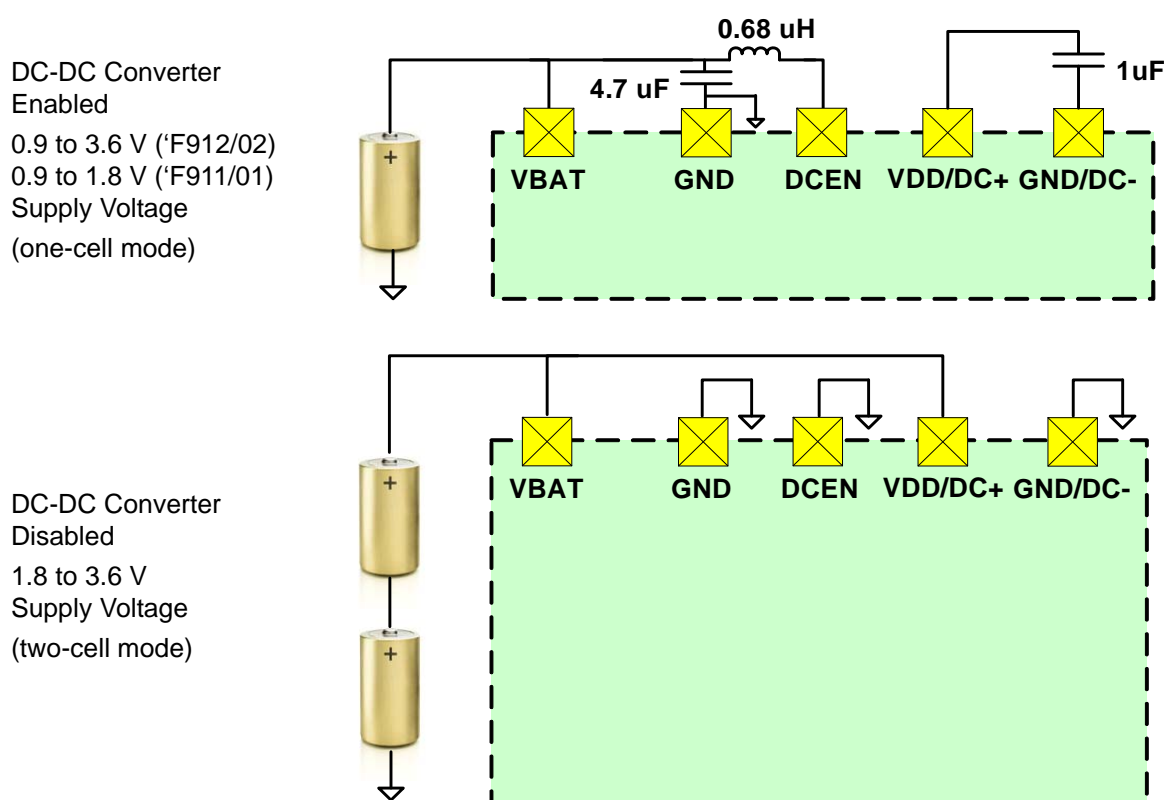 DC-DC Converter
Enabled
0.9 to 3.6 V (‘F912/02)
0.9 to 1.8 V (‘F911/01)
Supply Voltage
(one-cell mode)
+
0.68 uH
4.7 uF
1uF
VBAT GND DCEN VDD/DC+ GND/DC-
DC-DC Converter
Disabled
1.8 to 3.6 V
Supply Voltage
(two-cell mode)
+
+
VBAT GND DCEN VDD/DC+ GND/DC-